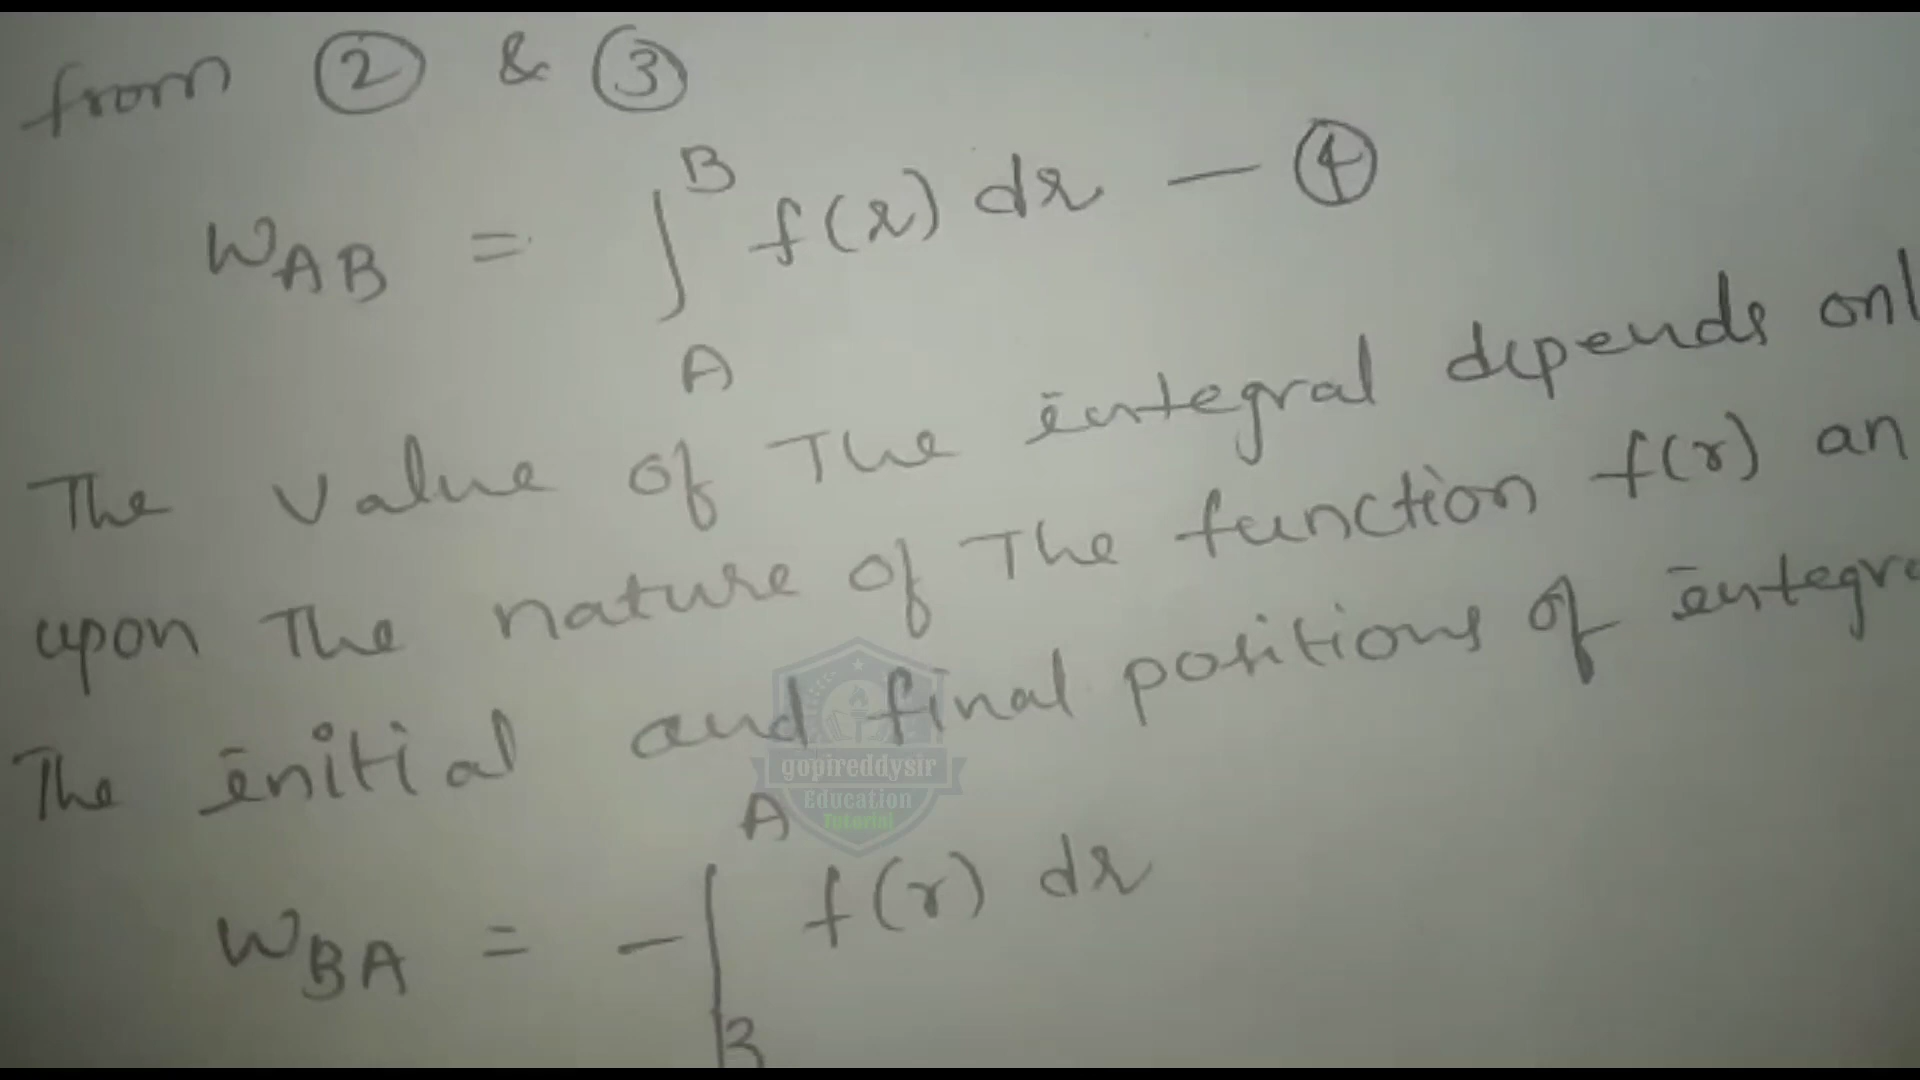 from ② & ③
W_AB = ∫_A^B f(r) dr — ④
The value of The integral depends onl
upon The nature of The function f(r) an
The initial and final positions of integra
gopireddysir
Education
Tutorial
W_BA = - ∫_B^A f(r) dr